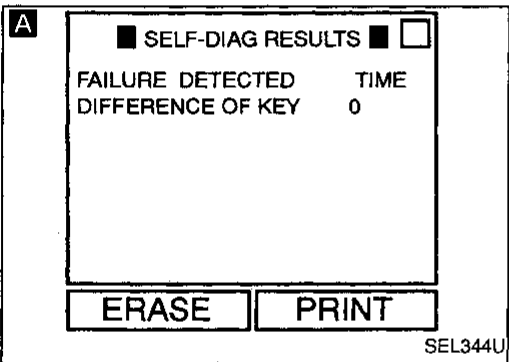 A
SELF-DIAG RESULTS
FAILURE DETECTED TIME
DIFFERENCE OF KEY 0
ERASE PRINT
SEL344U